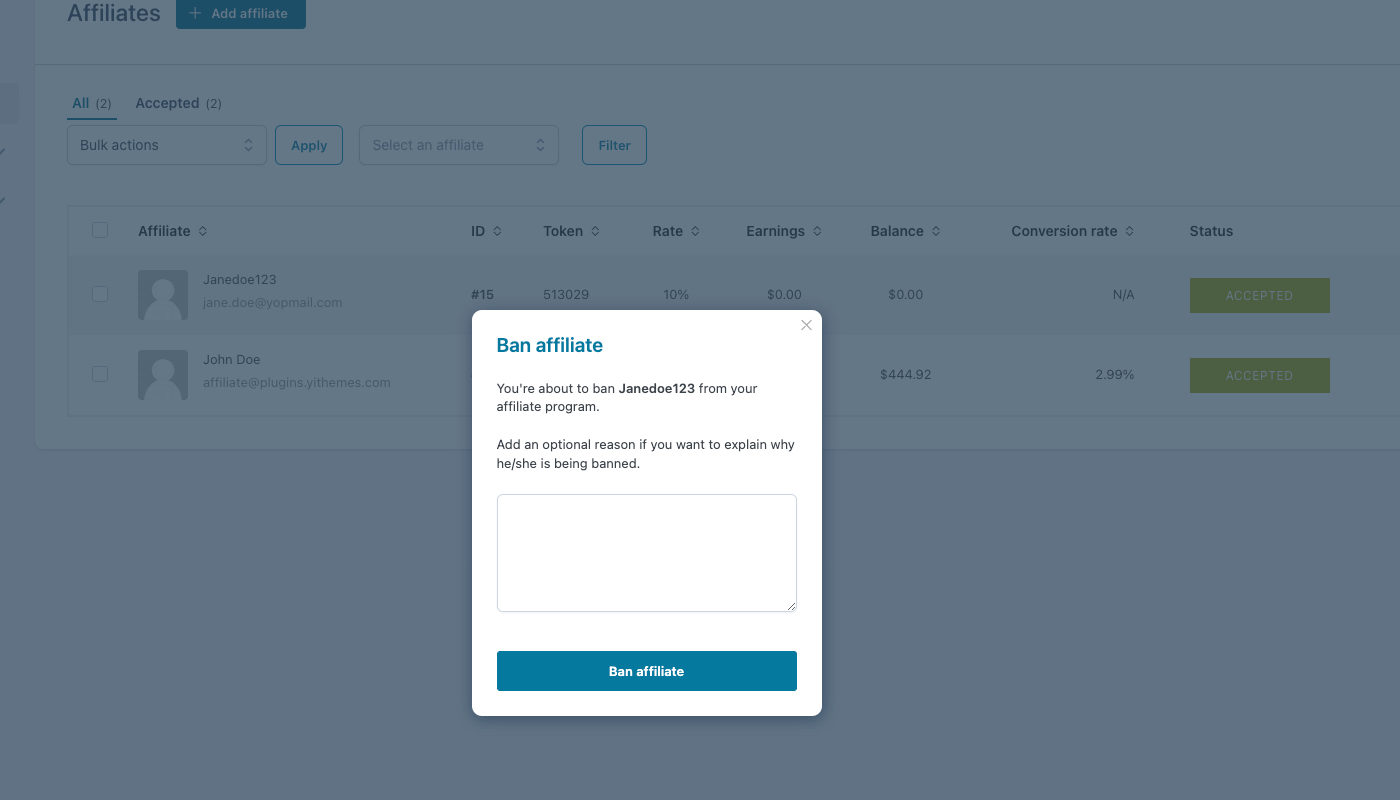 Affiliates
Add affiliate
All (2) Accepted (2)
Bulk actions Apply Select an affiliate Filter
Affiliate ID Token Rate Earnings Balance Conversion rate Status
Janedoe123
jane.doe@yopmail.com
#15 513029 10% $0.00 $0.00 N/A ACCEPTED
John Doe
affiliate@plugins.yithemes.com
$444.92 2.99% ACCEPTED
Ban affiliate
You're about to ban Janedoe123 from your
affiliate program.
Add an optional reason if you want to explain why
he/she is being banned.
Ban affiliate